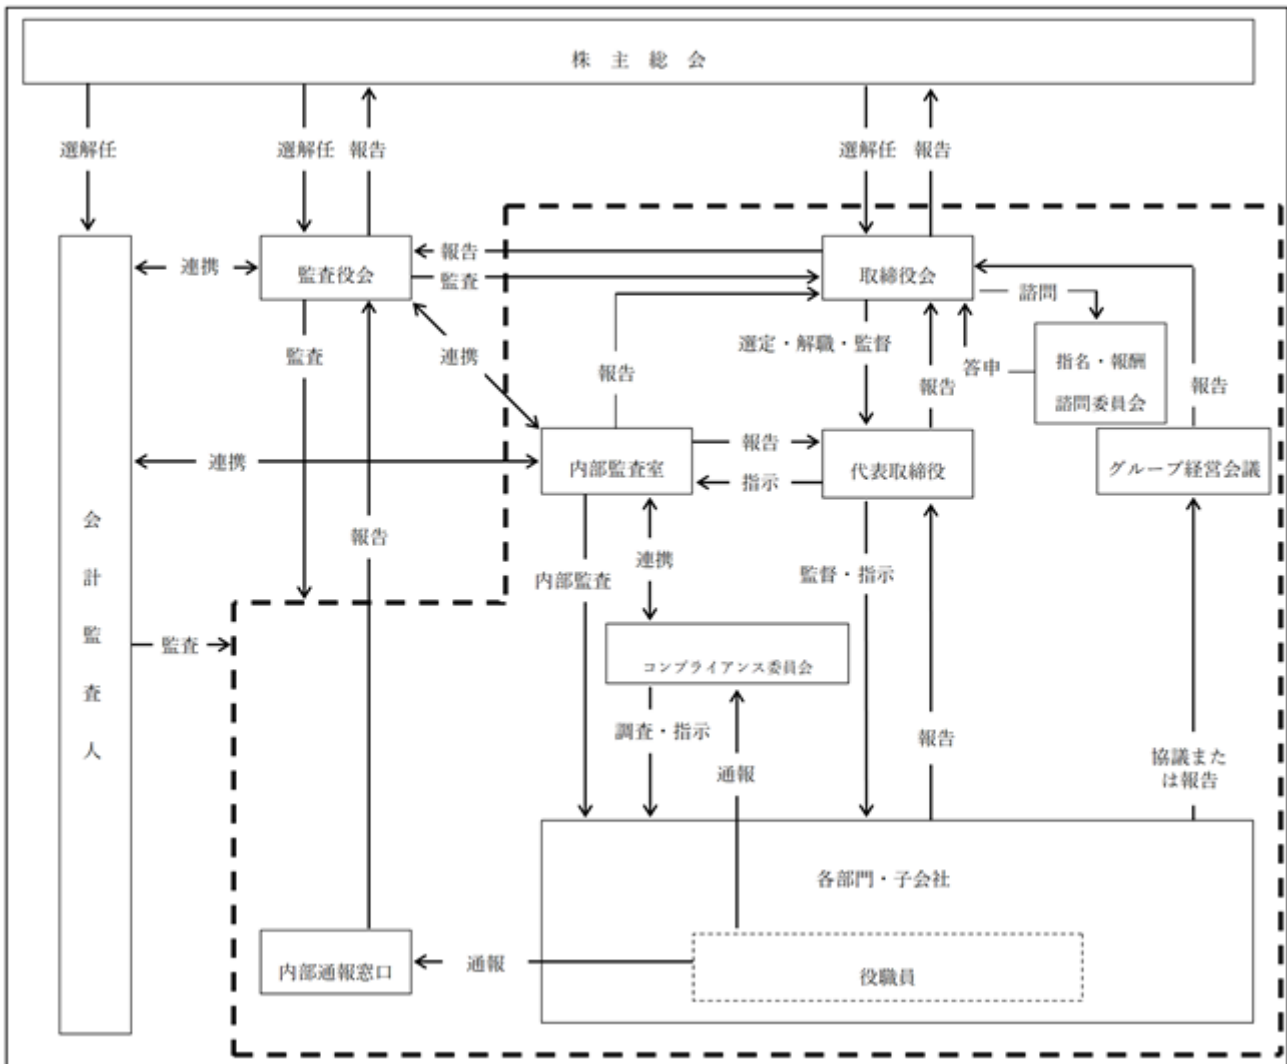 株主総会
選解任
選解任
報告
選解任
報告
連携
監査役会
報告
監査
取締役会
諮問
監査
連携
報告
選定・解職・監督
報告
答申
指名・報酬
諮問委員会
報告
連携
内部監査室
報告
指示
代表取締役
グループ経営会議
会計監査人
報告
内部監査
連携
監督・指示
監査
コンプライアンス委員会
調査・指示
通報
報告
協議また
は報告
各部門・子会社
内部通報窓口
通報
役職員